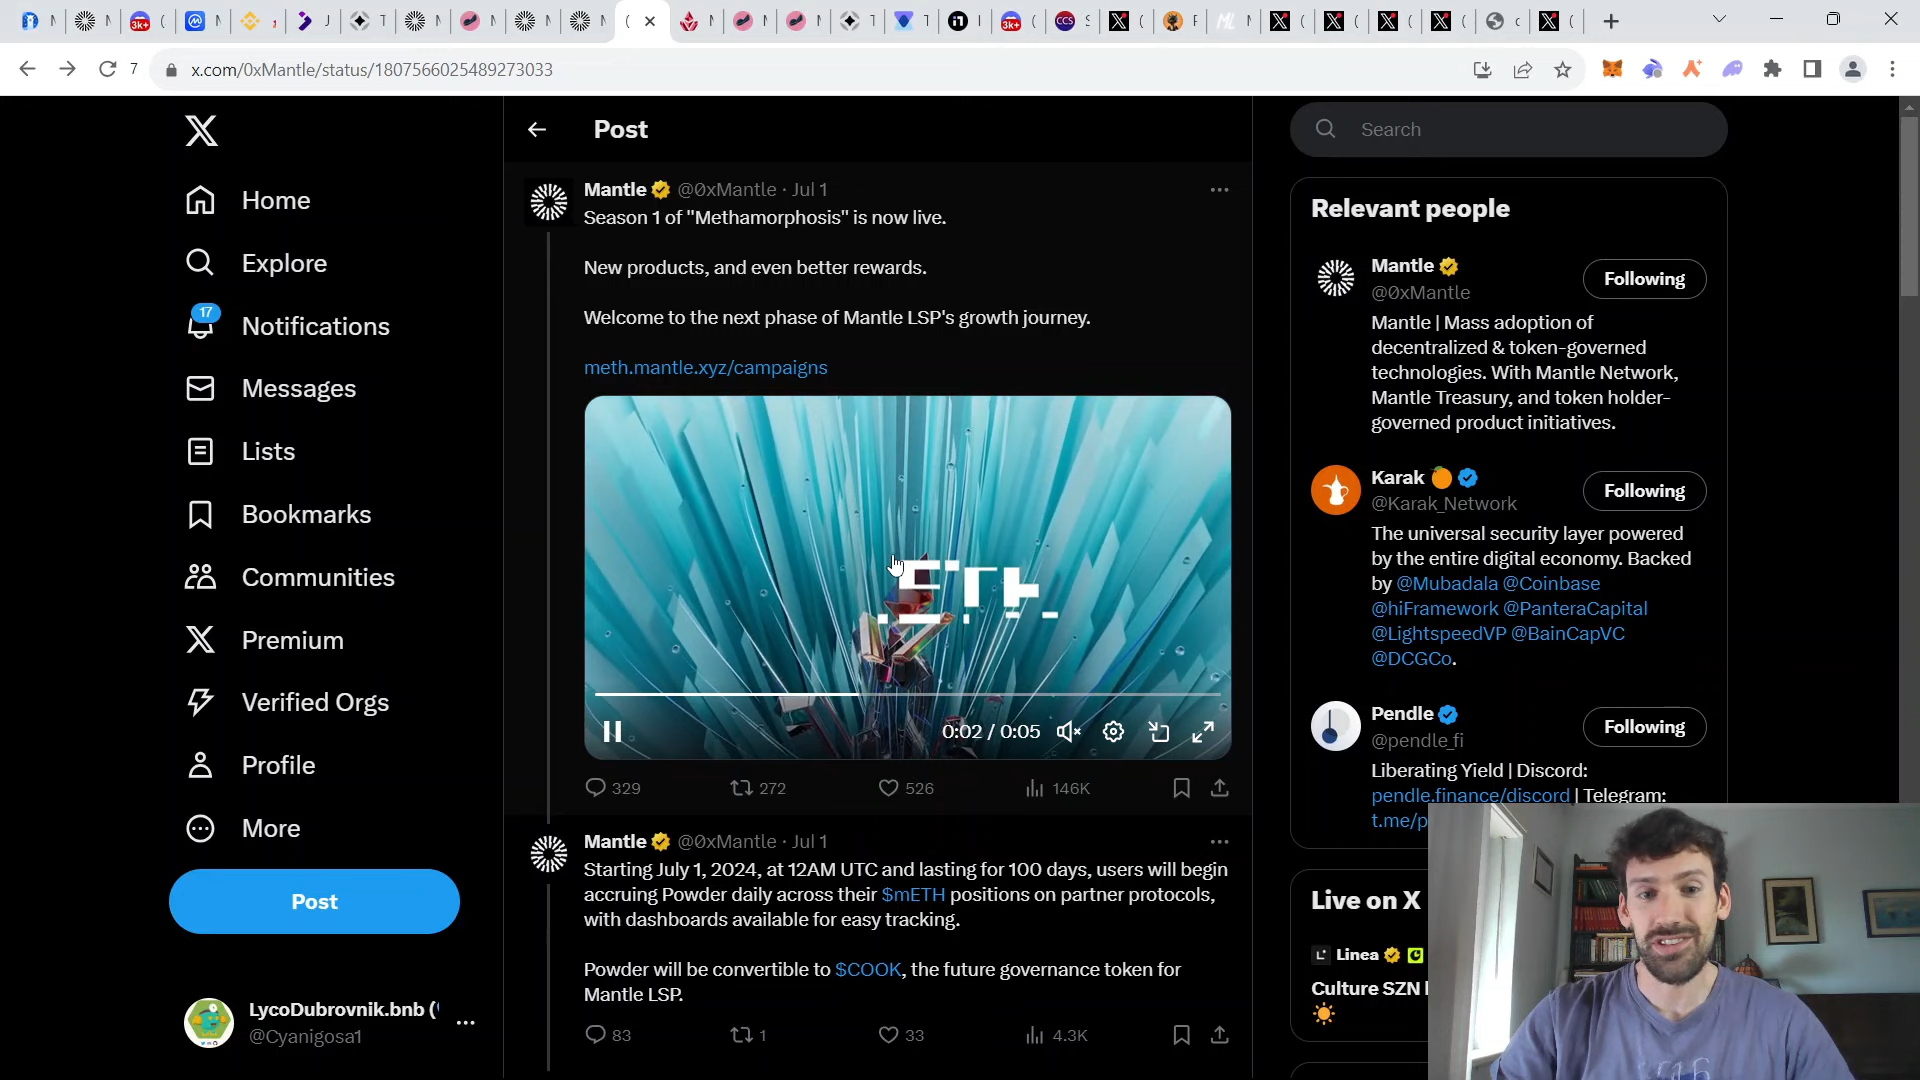 7
x.com/0xMantle/status/1807566025489273033
Home
Explore
17
Notifications
Messages
Lists
Bookmarks
Communities
Premium
Verified Orgs
Profile
More
Post
LycoDubrovnik.bnb (
@Cyanigosa1
Post
Mantle @0xMantle · Jul 1
Season 1 of "Methamorphosis" is now live.
New products, and even better rewards.
Welcome to the next phase of Mantle LSP's growth journey.
meth.mantle.xyz/campaigns
0:02 / 0:05
329
272
526
146K
Mantle @0xMantle · Jul 1
Starting July 1, 2024, at 12AM UTC and lasting for 100 days, users will begin
accruing Powder daily across their $mETH positions on partner protocols,
with dashboards available for easy tracking.
Powder will be convertible to $COOK, the future governance token for
Mantle LSP.
83
1
33
4.3K
Search
Relevant people
Mantle
@0xMantle
Following
Mantle | Mass adoption of
decentralized & token-governed
technologies. With Mantle Network,
Mantle Treasury, and token holder-
governed product initiatives.
Karak
@Karak_Network
Following
The universal security layer powered
by the entire digital economy. Backed
by @Mubadala @Coinbase
@hiFramework @PanteraCapital
@LightspeedVP @BainCapVC
@DCGCo.
Pendle
@pendle_fi
Following
Liberating Yield | Discord:
pendle.finance/discord | Telegram:
t.me/p
Live on X
Linea
Culture SZN